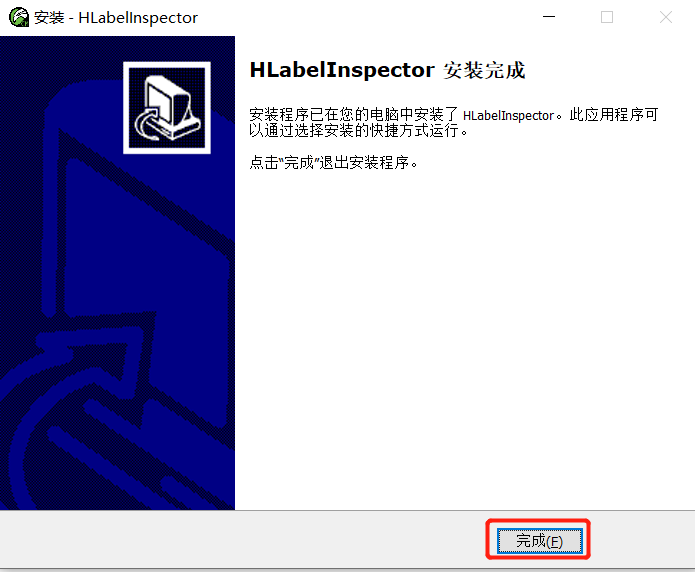 安装 - HLabelInspector
HLabelInspector 安装完成
安装程序已在您的电脑中安装了 HLabelInspector。此应用程序可
以通过选择安装的快捷方式运行。
点击“完成”退出安装程序。
完成(F)